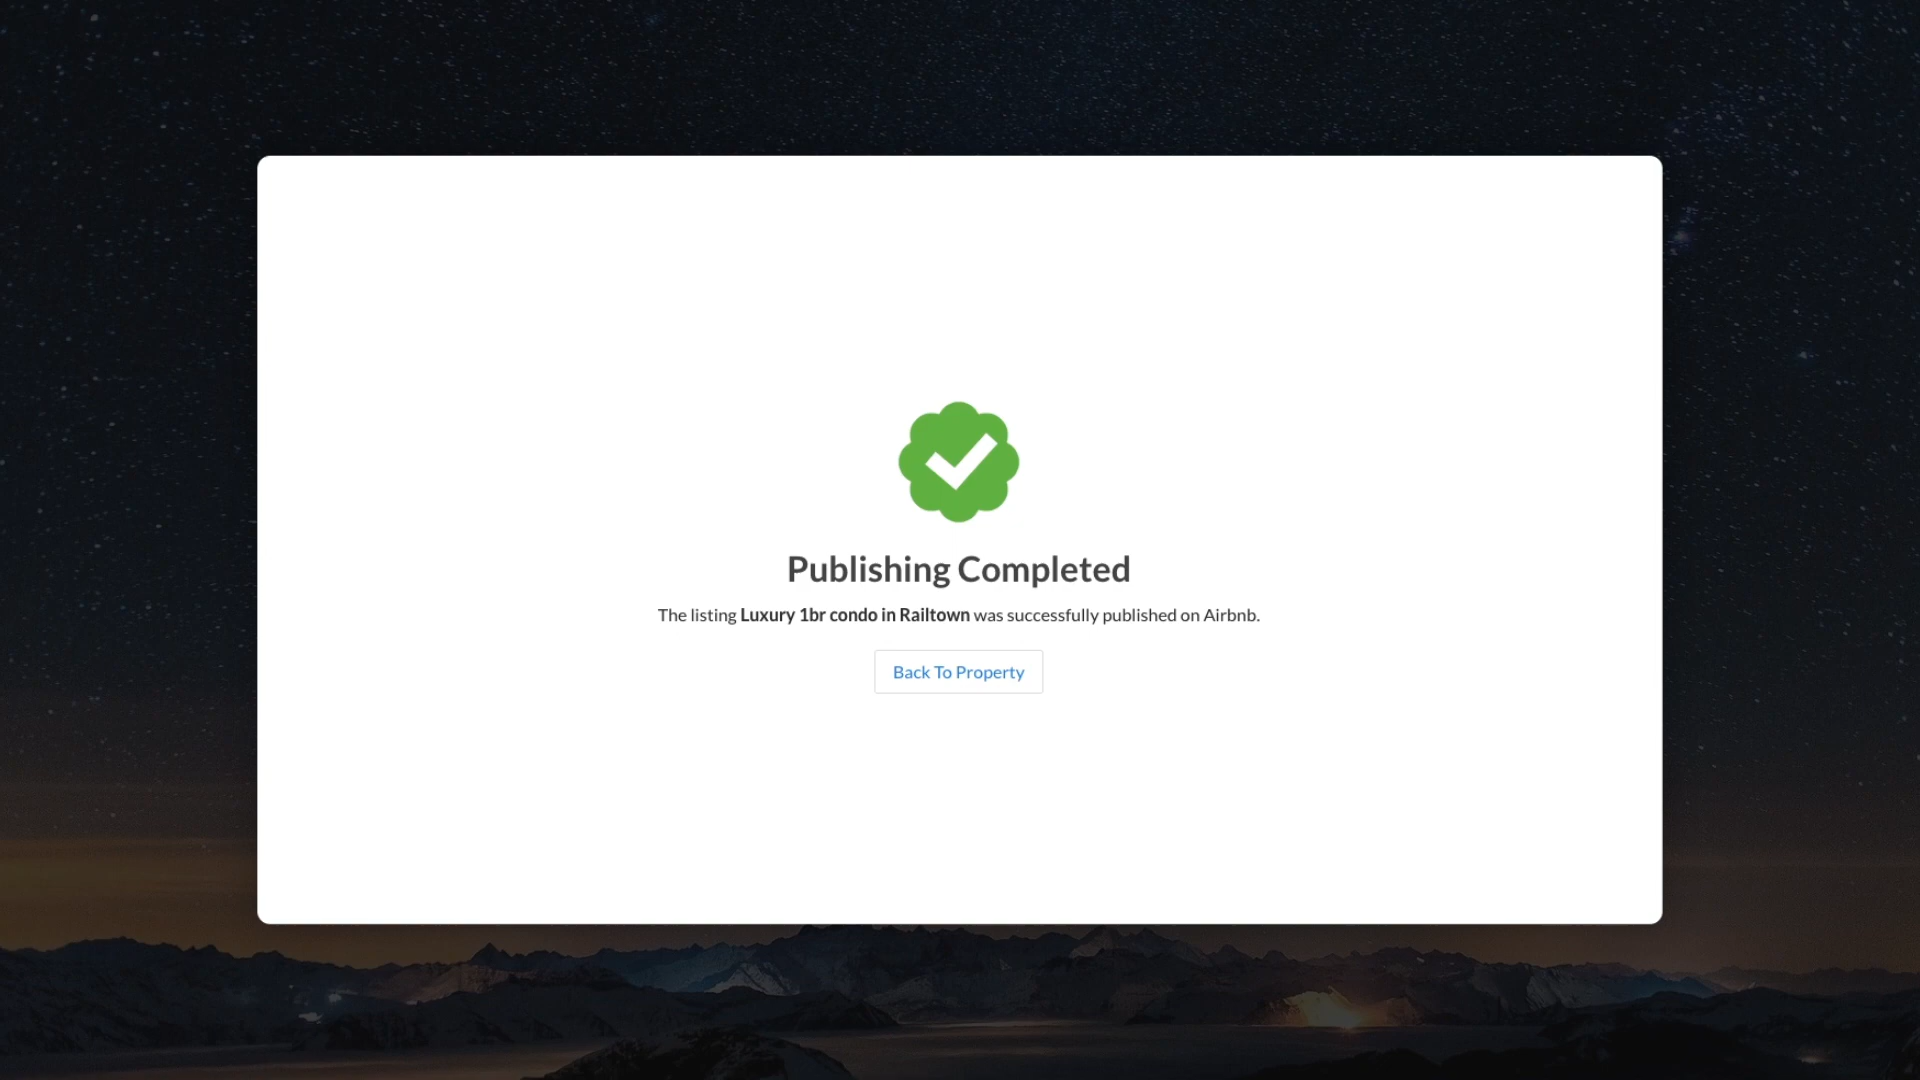 Publishing Completed
The listing Luxury 1br condo in Railtown was successfully published on Airbnb.
Back To Property